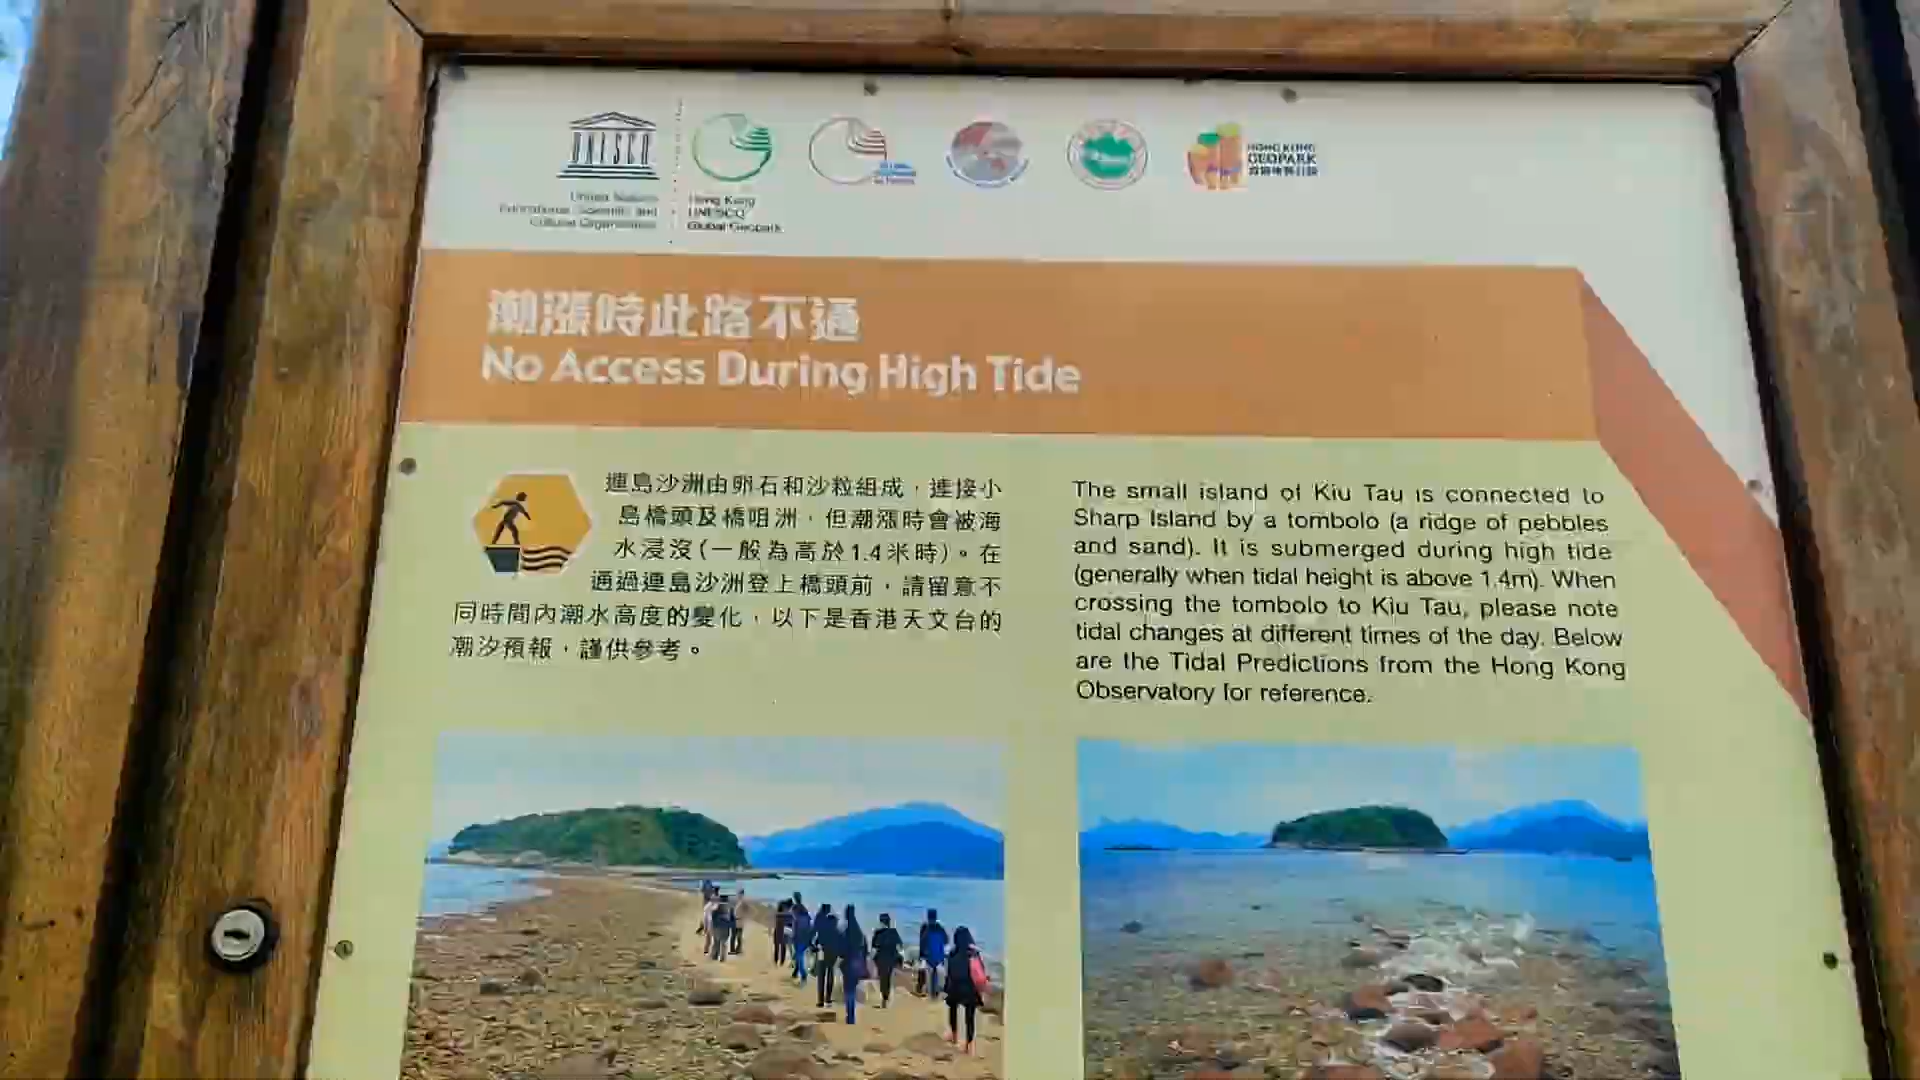 UNESCO
United Nations
Educational, Scientific and
Cultural Organization
Hong Kong
UNESCO
Global Geopark
HONG KONG
GEOPARK
潮漲時此路不通
No Access During High Tide
連島沙洲由卵石和沙粒組成，連接小
島橋頭及橋咀洲，但潮漲時會被海
水浸沒(一般為高於1.4米時)。在
通過連島沙洲登上橋頭前，請留意不
同時間內潮水高度的變化，以下是香港天文台的
潮汐預報，謹供參考。
The small island of Kiu Tau is connected to
Sharp Island by a tombolo (a ridge of pebbles
and sand). It is submerged during high tide
(generally when tidal height is above 1.4m). When
crossing the tombolo to Kiu Tau, please note
tidal changes at different times of the day. Below
are the Tidal Predictions from the Hong Kong
Observatory for reference.